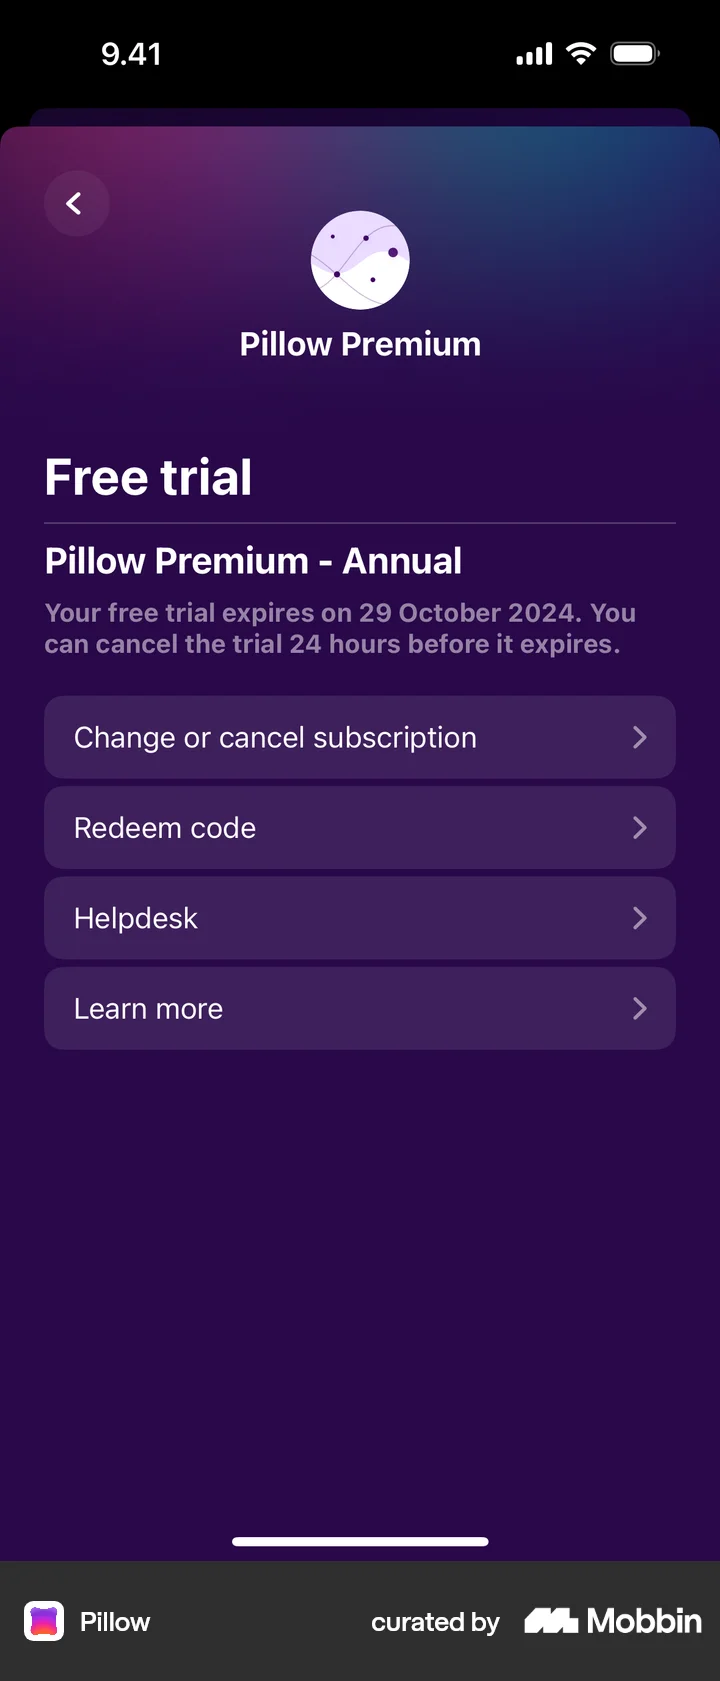 9.41
Pillow Premium
Free trial
Pillow Premium - Annual
Your free trial expires on 29 October 2024. You
can cancel the trial 24 hours before it expires.
Change or cancel subscription
Redeem code
Helpdesk
Learn more
Pillow
curated by
Mobbin